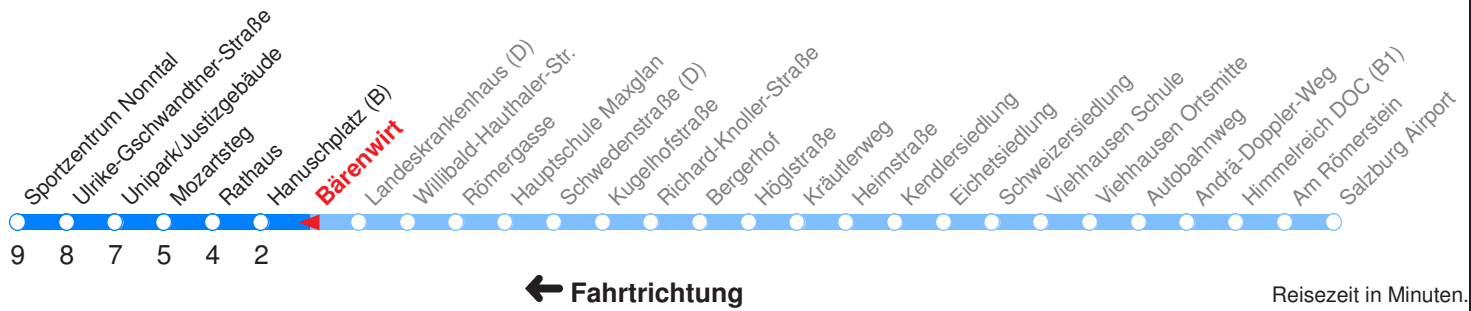 Sportzentrum Nonntal
Ulrike-Gschwandtner-Straße
Unipark/Justizgebäude
Mozartsteg
Rathaus
Hanuschplatz (B)
Bärenwirt
Landeskrankenhaus (D)
Willibald-Hauthaler-Str.
Römergasse
Hauptschule Maxglan
Schwedenstraße (D)
Kugelhofstraße
Richard-Knoller-Straße
Bergerhof
Höglstraße
Kräutlerweg
Heimstraße
Kendlersiedlung
Eichetsiedlung
Schweizersiedlung
Viehhausen Schule
Viehhausen Ortsmitte
Autobahnweg
Andrä-Doppler-Weg
Himmelreich DOC (B1)
Am Römerstein
Salzburg Airport
9 8 7 5 4 2
Fahrtrichtung
Reisezeit in Minuten.